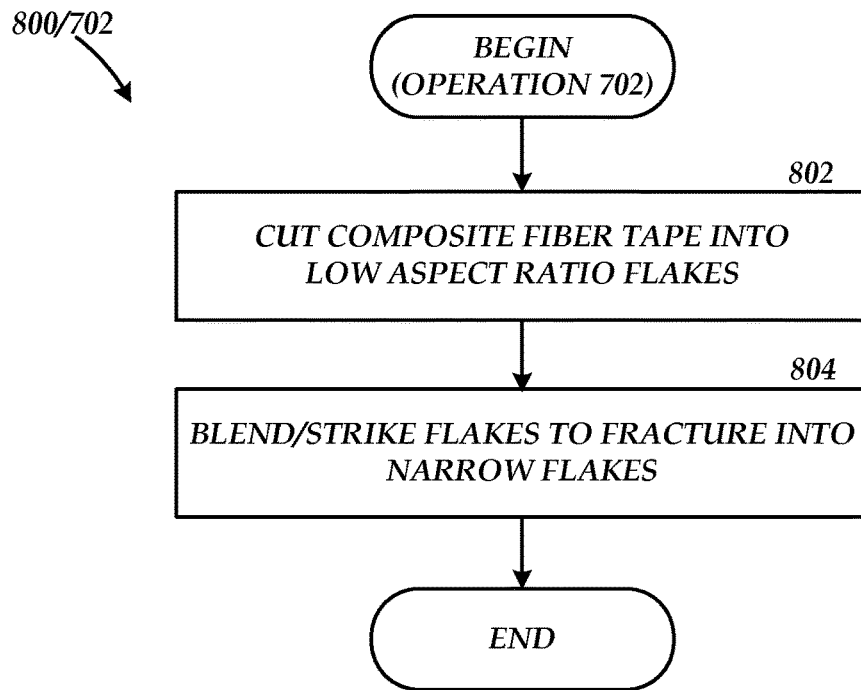 800/702
BEGIN
(OPERATION 702)
802
CUT COMPOSITE FIBER TAPE INTO
LOW ASPECT RATIO FLAKES
804
BLEND/STRIKE FLAKES TO FRACTURE INTO
NARROW FLAKES
END